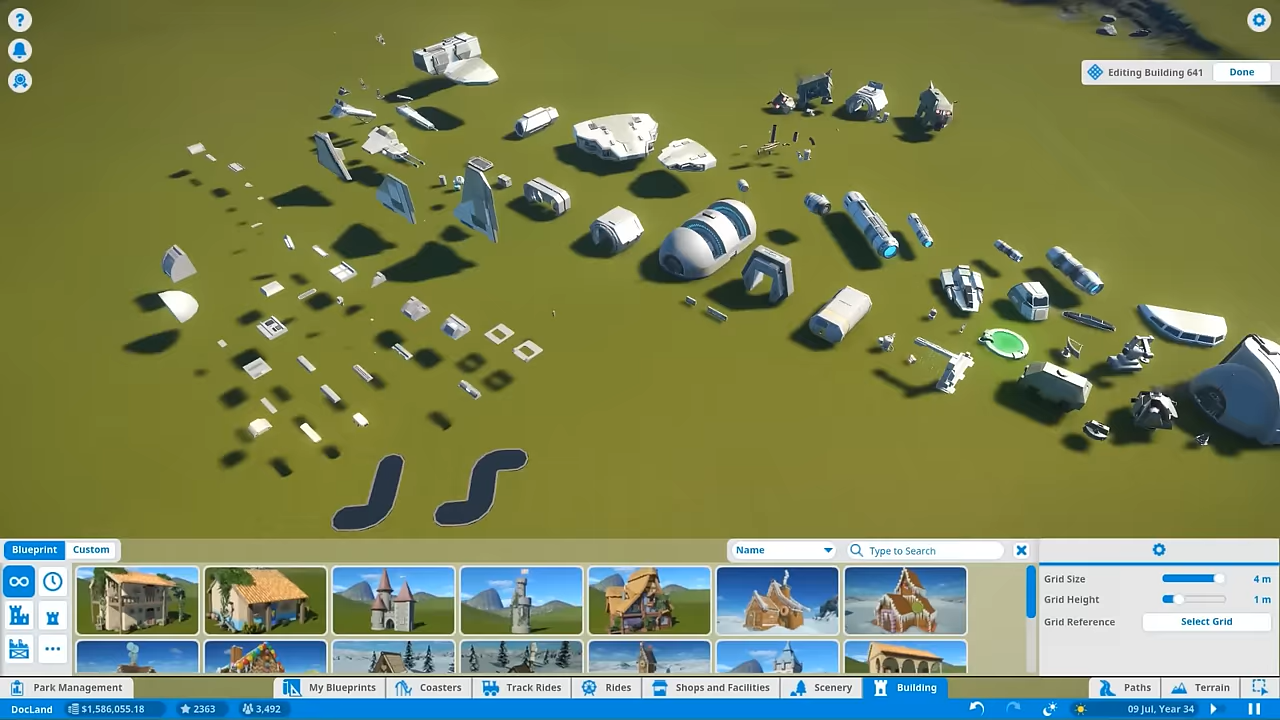 ?
Editing Building 641
Done
Blueprint
Custom
Name
Type to Search
Grid Size
4 m
Grid Height
1 m
Grid Reference
Select Grid
Park Management
My Blueprints
Coasters
Track Rides
Rides
Shops and Facilities
Scenery
Building
Paths
Terrain
DocLand
$1,586,055.18
2363
3,492
09 Jul, Year 34